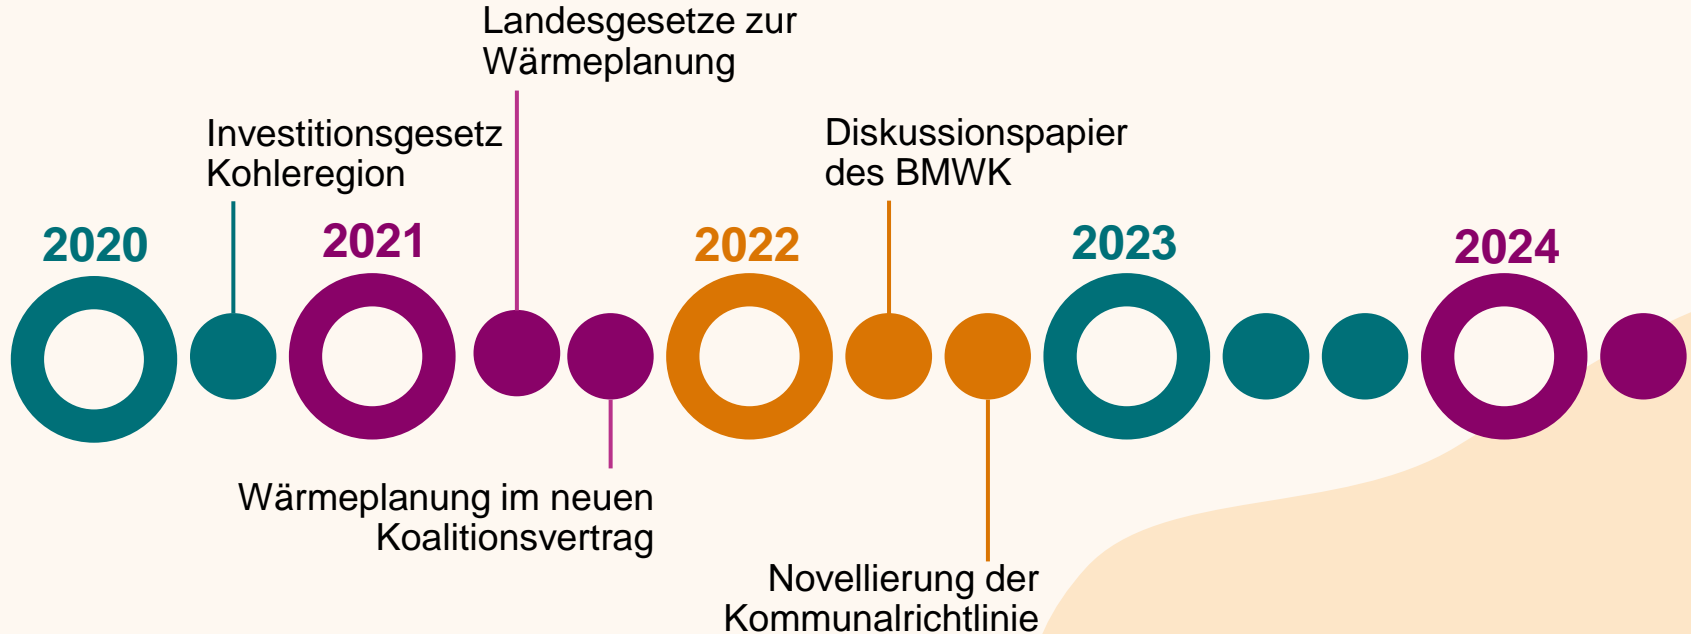 Landesgesetze zur
Wärmeplanung
Investitionsgesetz
Kohleregion
Diskussionspapier
des BMWK
2020
2021
2022
2023
2024
Wärmeplanung im neuen
Koalitionsvertrag
Novellierung der
Kommunalrichtlinie